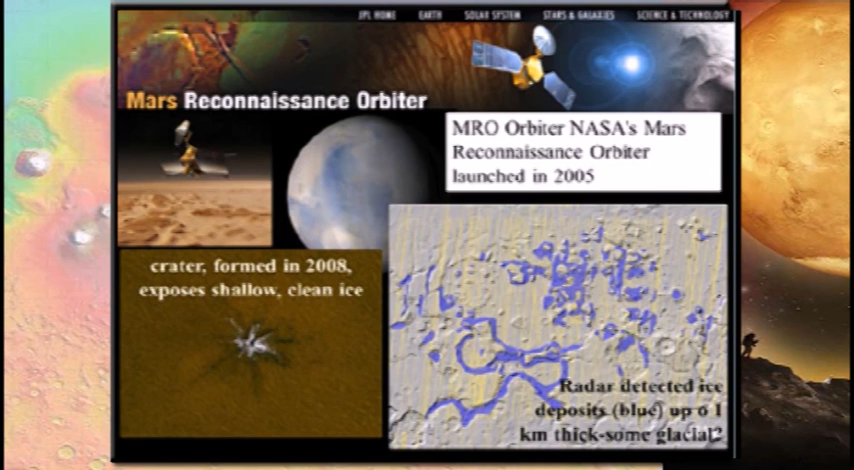 JPL HOME EARTH SOLAR SYSTEM STARS & GALAXIES SCIENCE & TECHNOLOGY
Mars Reconnaissance Orbiter
MRO Orbiter NASA's Mars
Reconnaissance Orbiter
launched in 2005
crater, formed in 2008,
exposes shallow, clean ice
Radar detected ice
deposits (blue) up o 1
km thick-some glacial?